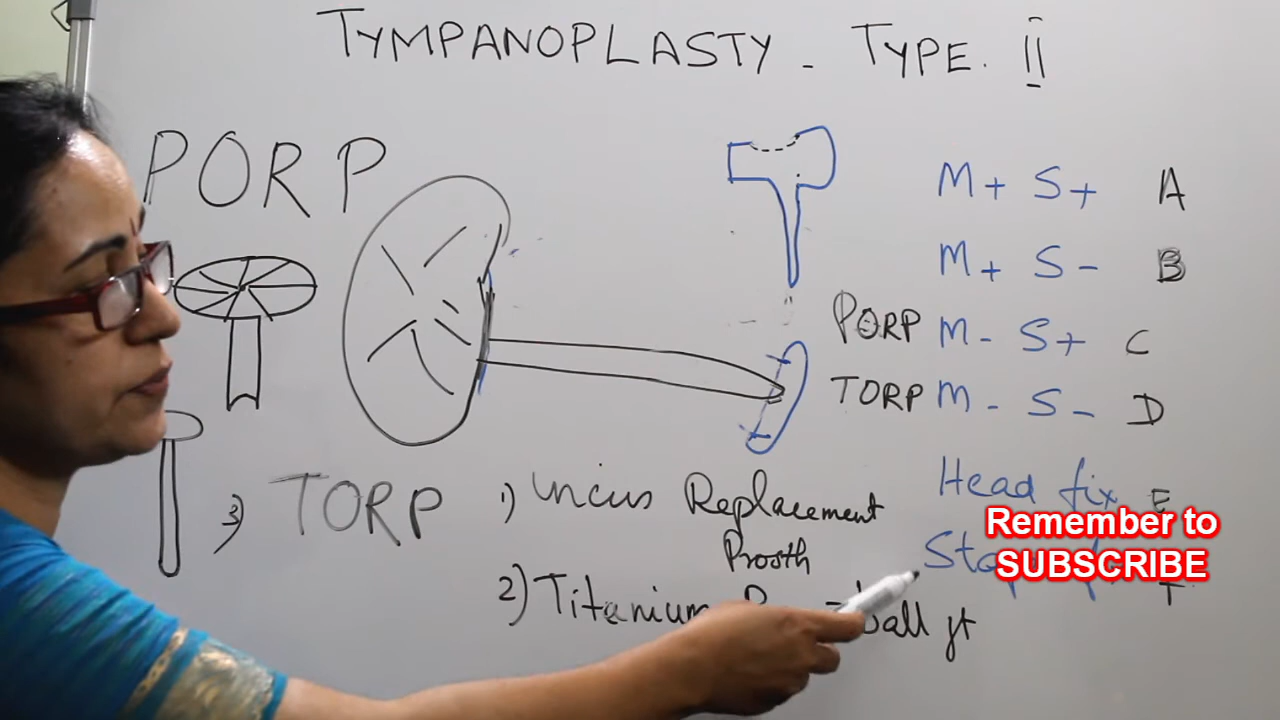 TYMPANOPLASTY - TYPE. II
PORP
M+ S+ A
M+ S- B
PORP M- S+ C
TORP M- S- D
Head fix E
3) TORP
1) Incus Replacement
Prosth
2) Titanium
ball jt
Remember to
SUBSCRIBE